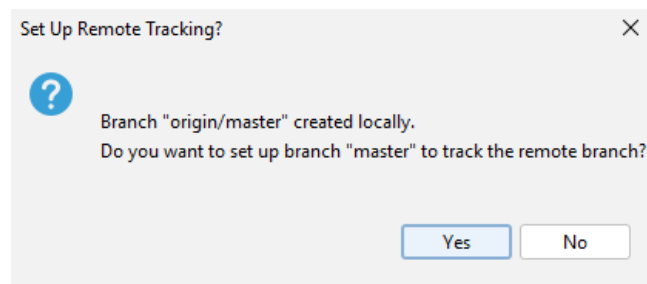 Set Up Remote Tracking?
Branch "origin/master" created locally.
Do you want to set up branch "master" to track the remote branch?
Yes No